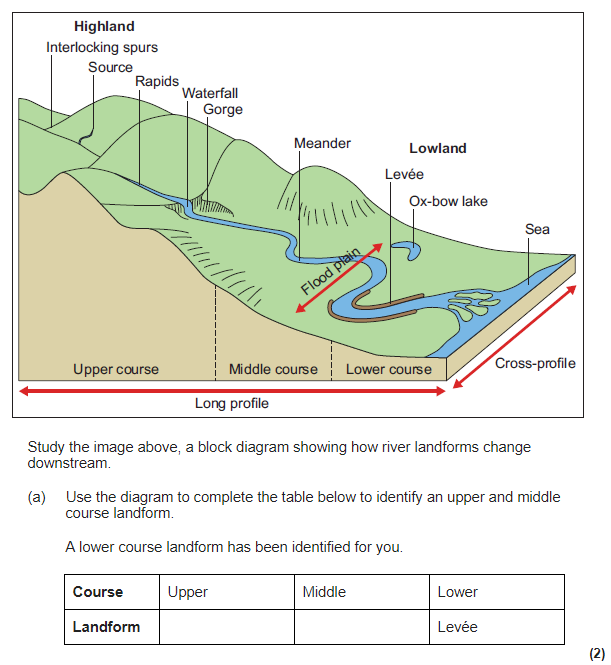 Highland
Interlocking spurs
Source
Rapids
Waterfall
Gorge
Meander
Lowland
Levée
Ox-bow lake
Sea
Flood plain
Upper course
Middle course
Lower course
Cross-profile
Long profile
Study the image above, a block diagram showing how river landforms change
downstream.
(a) Use the diagram to complete the table below to identify an upper and middle
course landform.
A lower course landform has been identified for you.
Course Upper Middle Lower
Landform Levée
(2)